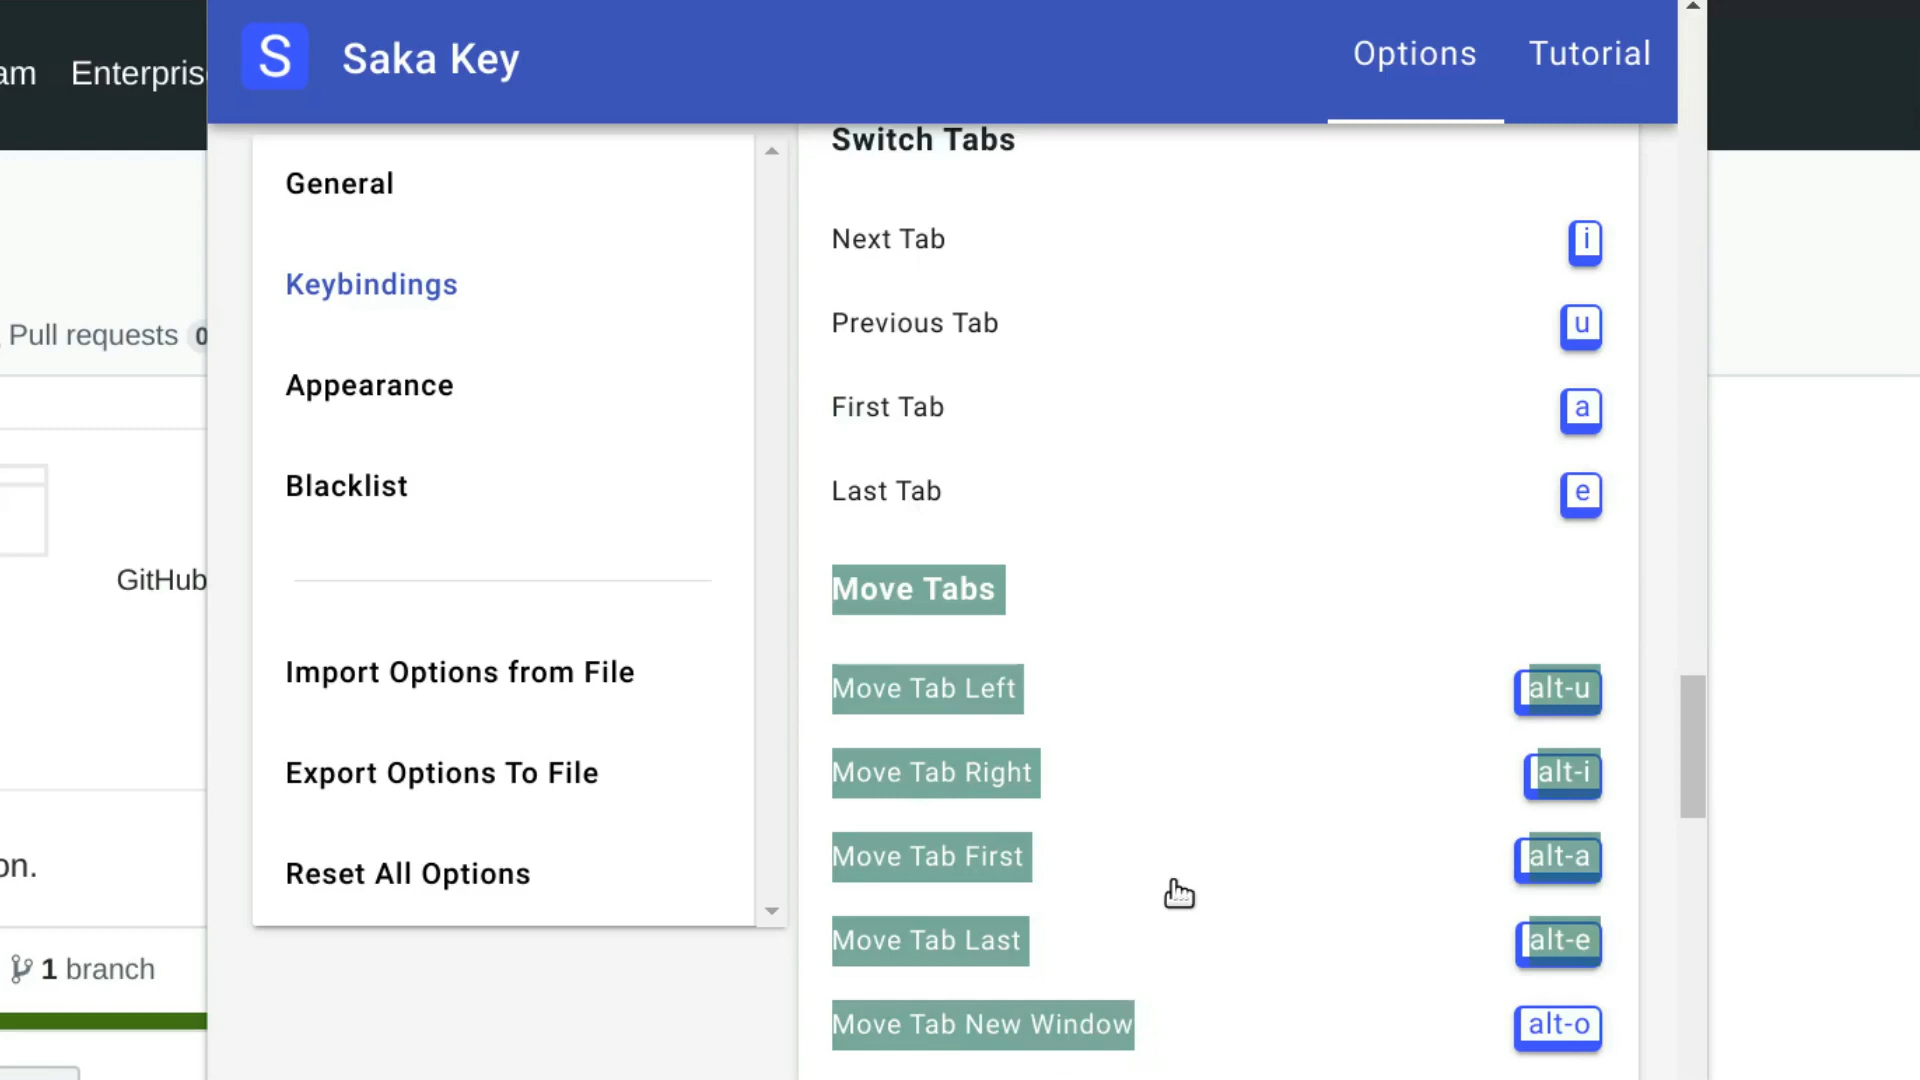 am Enterpris
S Saka Key Options Tutorial
Pull requests 0
GitHub
on.
1 branch
General
Keybindings
Appearance
Blacklist
Import Options from File
Export Options To File
Reset All Options
Switch Tabs
Next Tab i
Previous Tab u
First Tab a
Last Tab e
Move Tabs
Move Tab Left alt-u
Move Tab Right alt-i
Move Tab First alt-a
Move Tab Last alt-e
Move Tab New Window alt-o